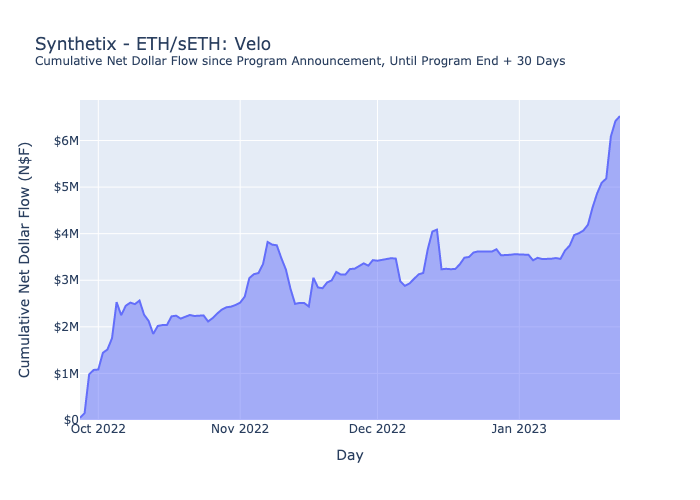 Synthetix - ETH/sETH: Velo
Cumulative Net Dollar Flow since Program Announcement, Until Program End + 30 Days
Cumulative Net Dollar Flow (N$F)
$6M
$5M
$4M
$3M
$2M
$1M
$0
Oct 2022 Nov 2022 Dec 2022 Jan 2023
Day